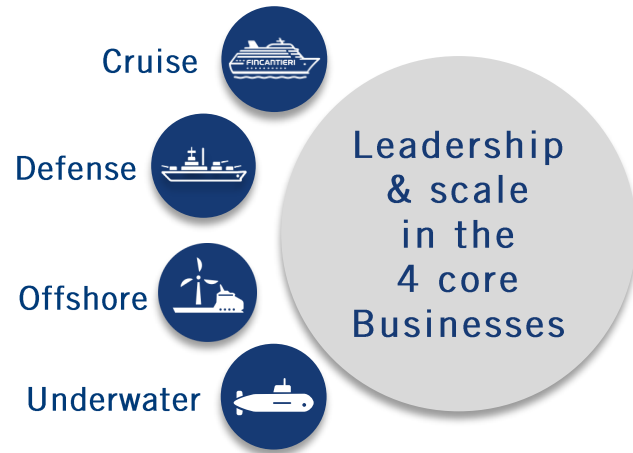 Cruise
FINCANTIERI
Defense
Offshore
Underwater
Leadership
& scale
in the
4 core
Businesses